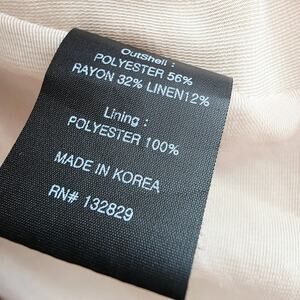 OutShell :
POLYESTER 56%
RAYON 32% LINEN12%
Lining :
POLYESTER 100%
MADE IN KOREA
RN# 132829